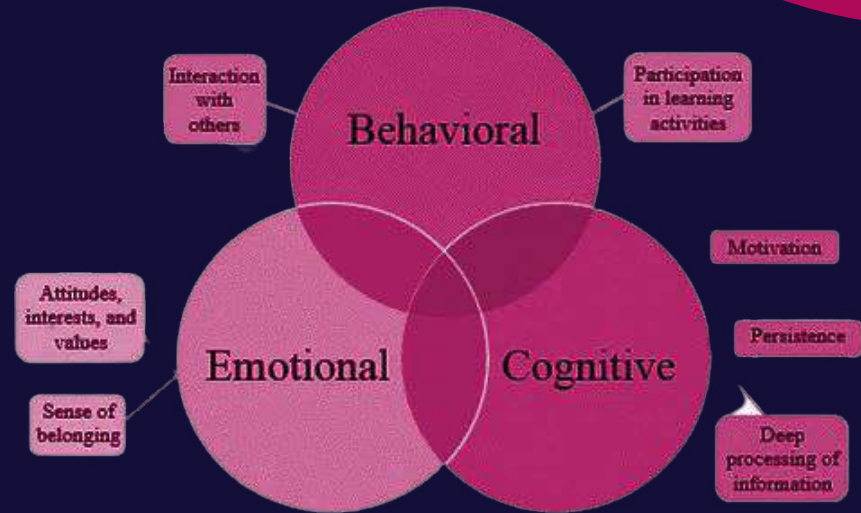 Interaction
with
others
Behavioral
Participation
in learning
activities
Motivation
Attitudes,
interests, and
values
Persistence
Emotional
Cognitive
Sense of
belonging
Deep
processing of
information